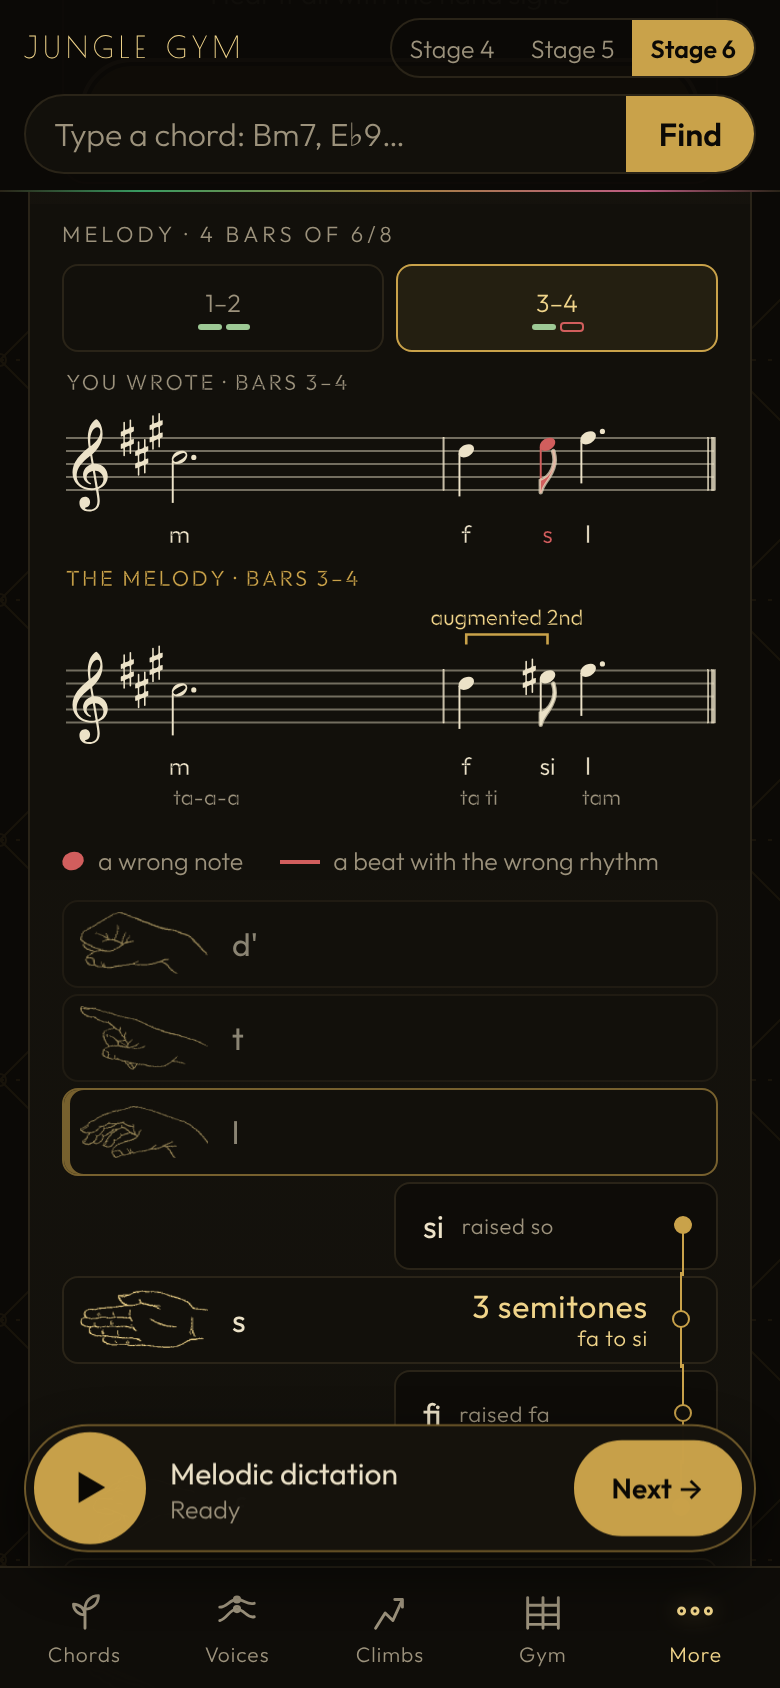 JUNGLE GYM
Stage 4 Stage 5 Stage 6
Type a chord: Bm7, E♭9... Find
MELODY · 4 BARS OF 6/8
1–2 3–4
YOU WROTE · BARS 3–4
m f s l
THE MELODY · BARS 3–4
augmented 2nd
m f si l
ta-a-a ta ti tam
a wrong note a beat with the wrong rhythm
d'
t
l
si raised so
s 3 semitones
fa to si
fi raised fa
Melodic dictation
Ready
Next →
Chords Voices Climbs Gym More